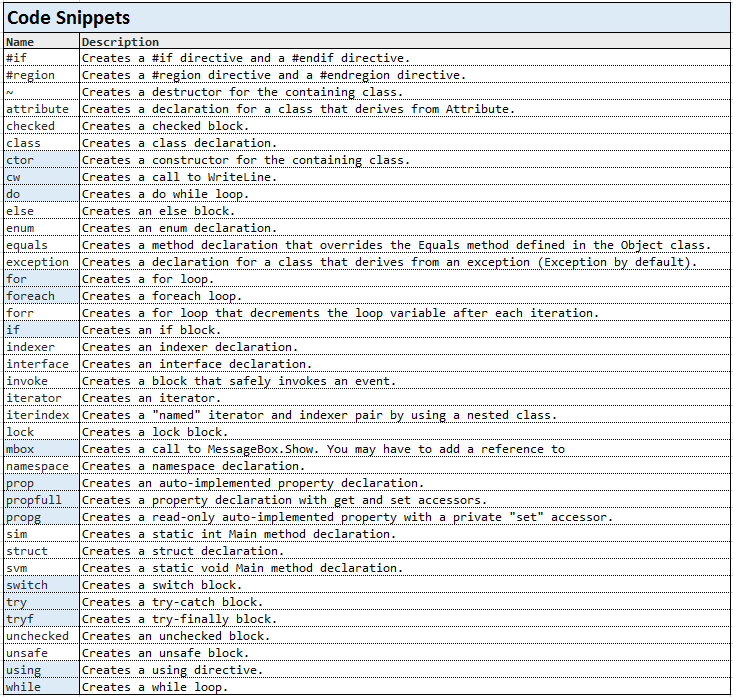 Code Snippets
Name Description
#if Creates a #if directive and a #endif directive.
#region Creates a #region directive and a #endregion directive.
~ Creates a destructor for the containing class.
attribute Creates a declaration for a class that derives from Attribute.
checked Creates a checked block.
class Creates a class declaration.
ctor Creates a constructor for the containing class.
cw Creates a call to WriteLine.
do Creates a do while loop.
else Creates an else block.
enum Creates an enum declaration.
equals Creates a method declaration that overrides the Equals method defined in the Object class.
exception Creates a declaration for a class that derives from an exception (Exception by default).
for Creates a for loop.
foreach Creates a foreach loop.
forr Creates a for loop that decrements the loop variable after each iteration.
if Creates an if block.
indexer Creates an indexer declaration.
interface Creates an interface declaration.
invoke Creates a block that safely invokes an event.
iterator Creates an iterator.
iterindex Creates a "named" iterator and indexer pair by using a nested class.
lock Creates a lock block.
mbox Creates a call to MessageBox.Show. You may have to add a reference to
namespace Creates a namespace declaration.
prop Creates an auto-implemented property declaration.
propfull Creates a property declaration with get and set accessors.
propg Creates a read-only auto-implemented property with a private "set" accessor.
sim Creates a static int Main method declaration.
struct Creates a struct declaration.
svm Creates a static void Main method declaration.
switch Creates a switch block.
try Creates a try-catch block.
tryf Creates a try-finally block.
unchecked Creates an unchecked block.
unsafe Creates an unsafe block.
using Creates a using directive.
while Creates a while loop.